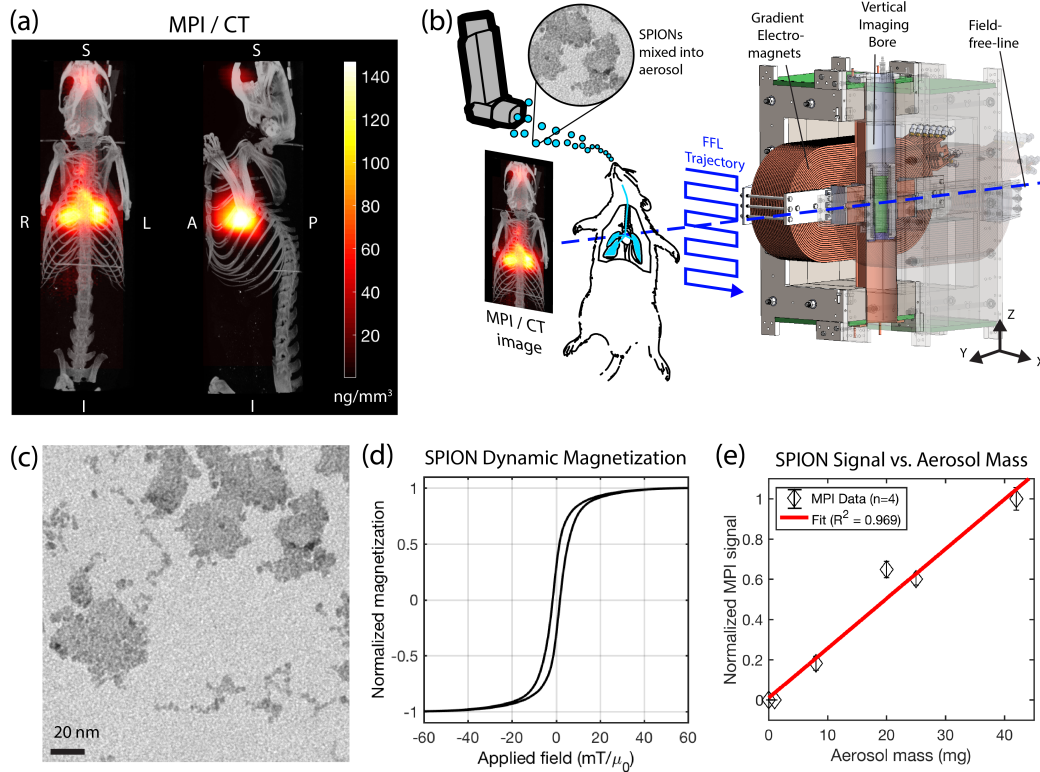 (a)
MPI / CT
S
S
R
L
A
P
I
I
140
120
100
80
60
40
20
ng/mm³
(b)
SPIONs
mixed into
aerosol
Gradient
Electro-
magnets
Vertical
Imaging
Bore
Field-
free-line
FFL
Trajectory
MPI / CT
image
Z
Y
X
(c)
20 nm
(d)
SPION Dynamic Magnetization
Normalized magnetization
1
0.5
0
-0.5
-1
-60
-40
-20
0
20
40
60
Applied field (mT/μ₀)
(e)
SPION Signal vs. Aerosol Mass
MPI Data (n=4)
Fit (R² = 0.969)
Normalized MPI signal
1
0.8
0.6
0.4
0.2
0
0
10
20
30
40
Aerosol mass (mg)